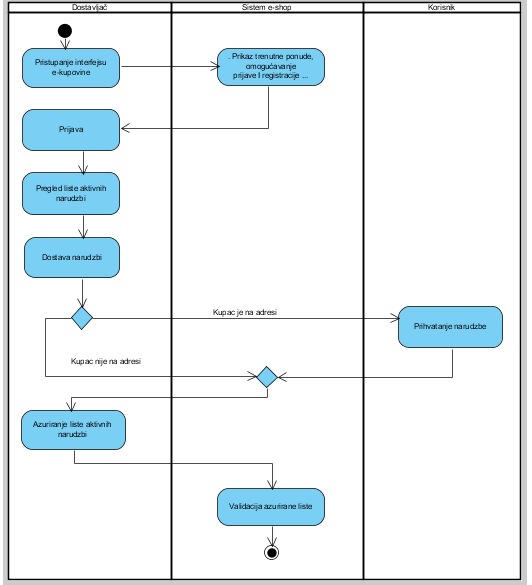 Dostavljač
Sistem e-shop
Korisnik
Pristupanje interfejsu
e-kupovine
. Prikaz trenutne ponude,
omogućavanje
prijave I registracije ...
Prijava
Pregled liste aktivnih
narudzbi
Dostava narudzbi
Kupac je na adresi
Prihvatanje narudzbe
Kupac nije na adresi
Azuriranje liste aktivnih
narudzbi
Validacija azurirane liste